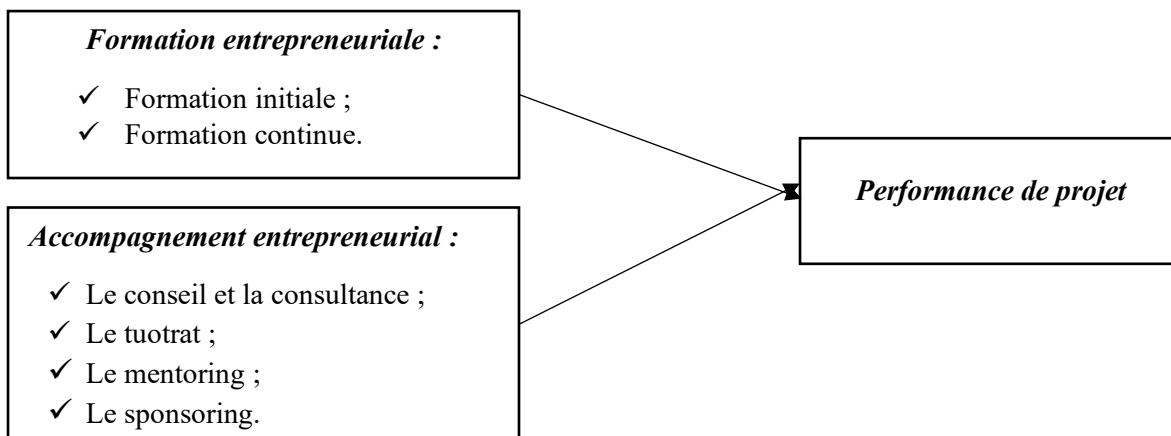 Formation entrepreneuriale :
✓ Formation initiale ;
✓ Formation continue.
Performance de projet
Accompagnement entrepreneurial :
✓ Le conseil et la consultance ;
✓ Le tuotrat ;
✓ Le mentoring ;
✓ Le sponsoring.